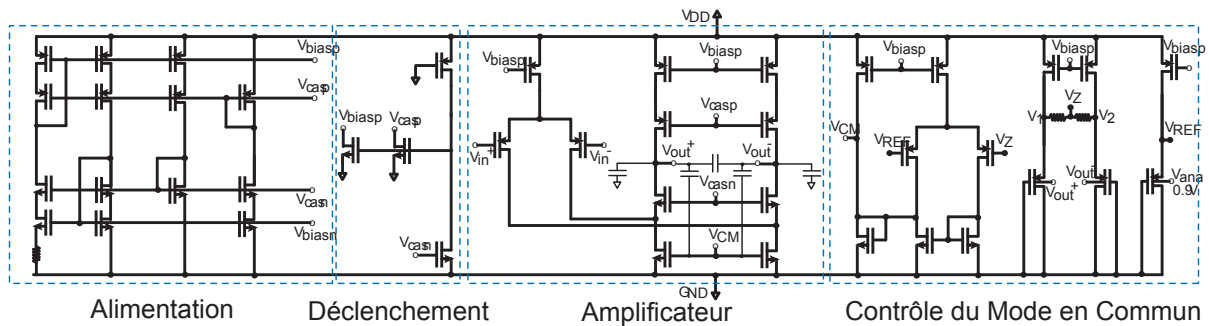 VDD
Vbiasp
Vcasp
Vcasn
Vbiasn
Vbiasp
Vcasp
Vcasn
Vbiasp
Vbiasp
Vcasp
Vin+
Vin-
Vout+
Vout-
Vcasn
VCM
GND
Vbiasp
VCM
VREF
VZ
Vbiasp
VZ
V1
V2
Vout+
Vout-
Vbiasp
VREF
Vana
0.9V
Alimentation
Déclenchement
Amplificateur
Contrôle du Mode en Commun